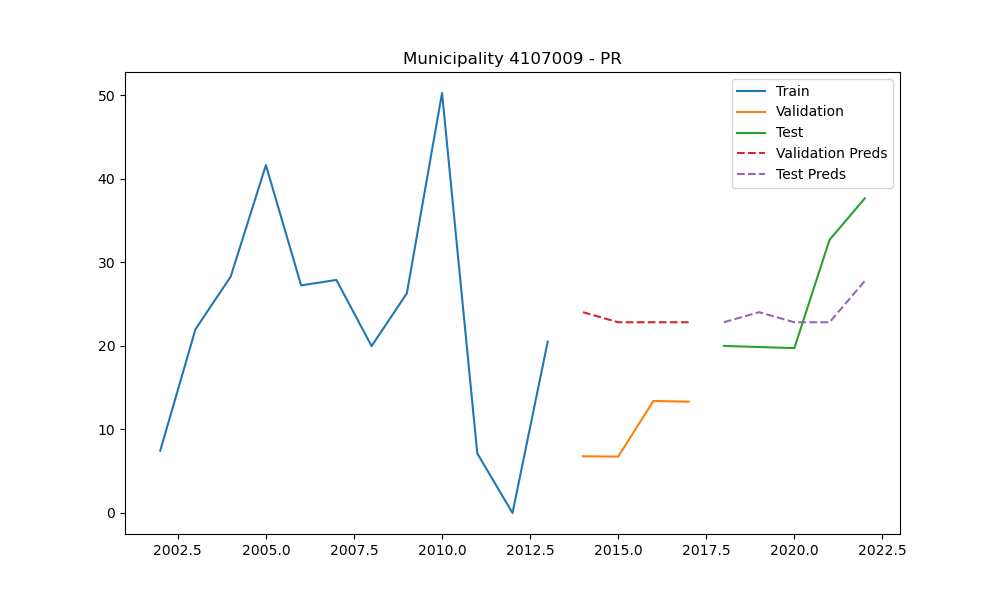 Municipality 4107009 - PR
Train
Validation
Test
Validation Preds
Test Preds
50
40
30
20
10
0
2002.5 2005.0 2007.5 2010.0 2012.5 2015.0 2017.5 2020.0 2022.5